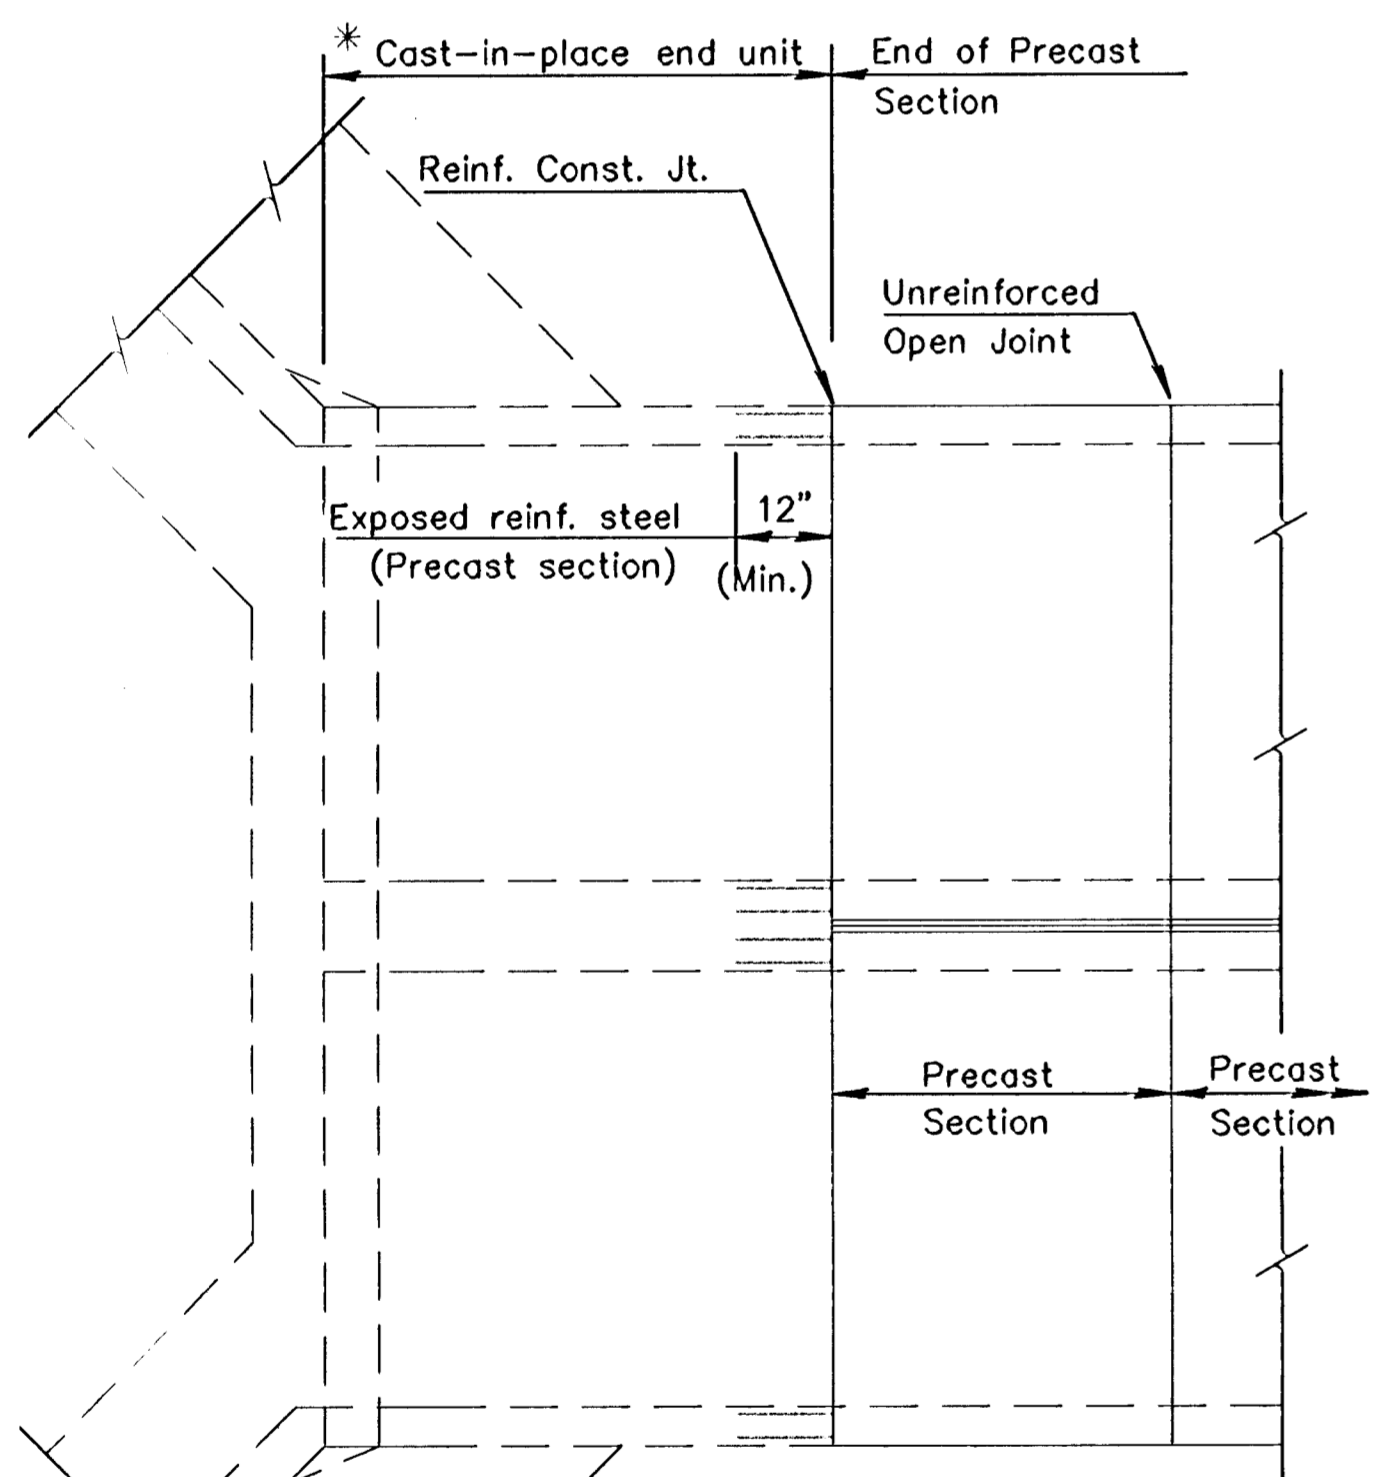 * Cast-in-place end unit
End of Precast
Section
Reinf. Const. Jt.
Unreinforced
Open Joint
Exposed reinf. steel
(Precast section)
12"
(Min.)
Precast
Section
Precast
Section